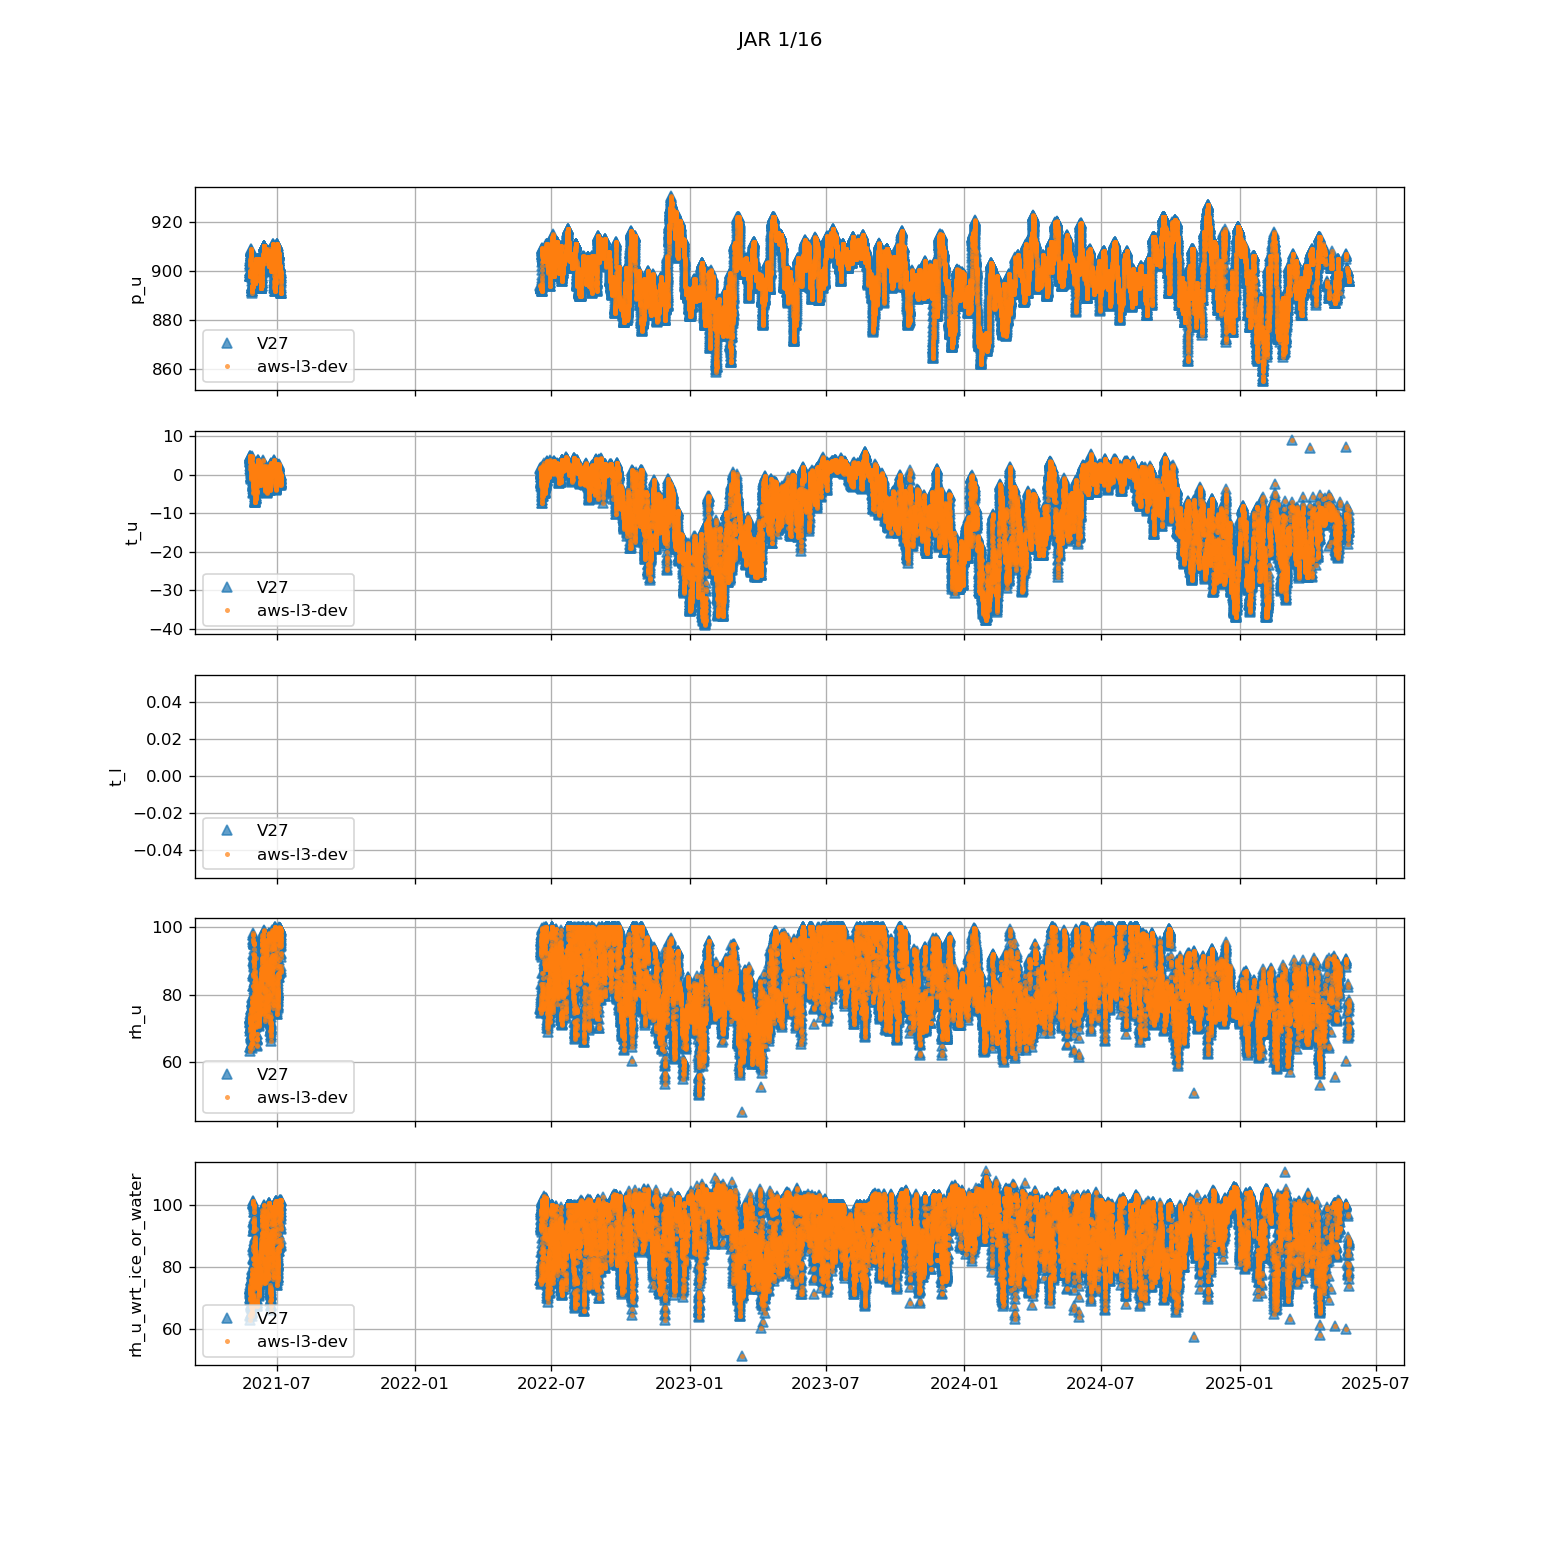 JAR 1/16
920
900
880
860
p_u
V27
aws-l3-dev
10
0
−10
−20
−30
−40
t_u
V27
aws-l3-dev
0.04
0.02
0.00
−0.02
−0.04
t_l
V27
aws-l3-dev
100
80
60
rh_u
V27
aws-l3-dev
100
80
60
rh_u_wrt_ice_or_water
V27
aws-l3-dev
2021-07 2022-01 2022-07 2023-01 2023-07 2024-01 2024-07 2025-01 2025-07